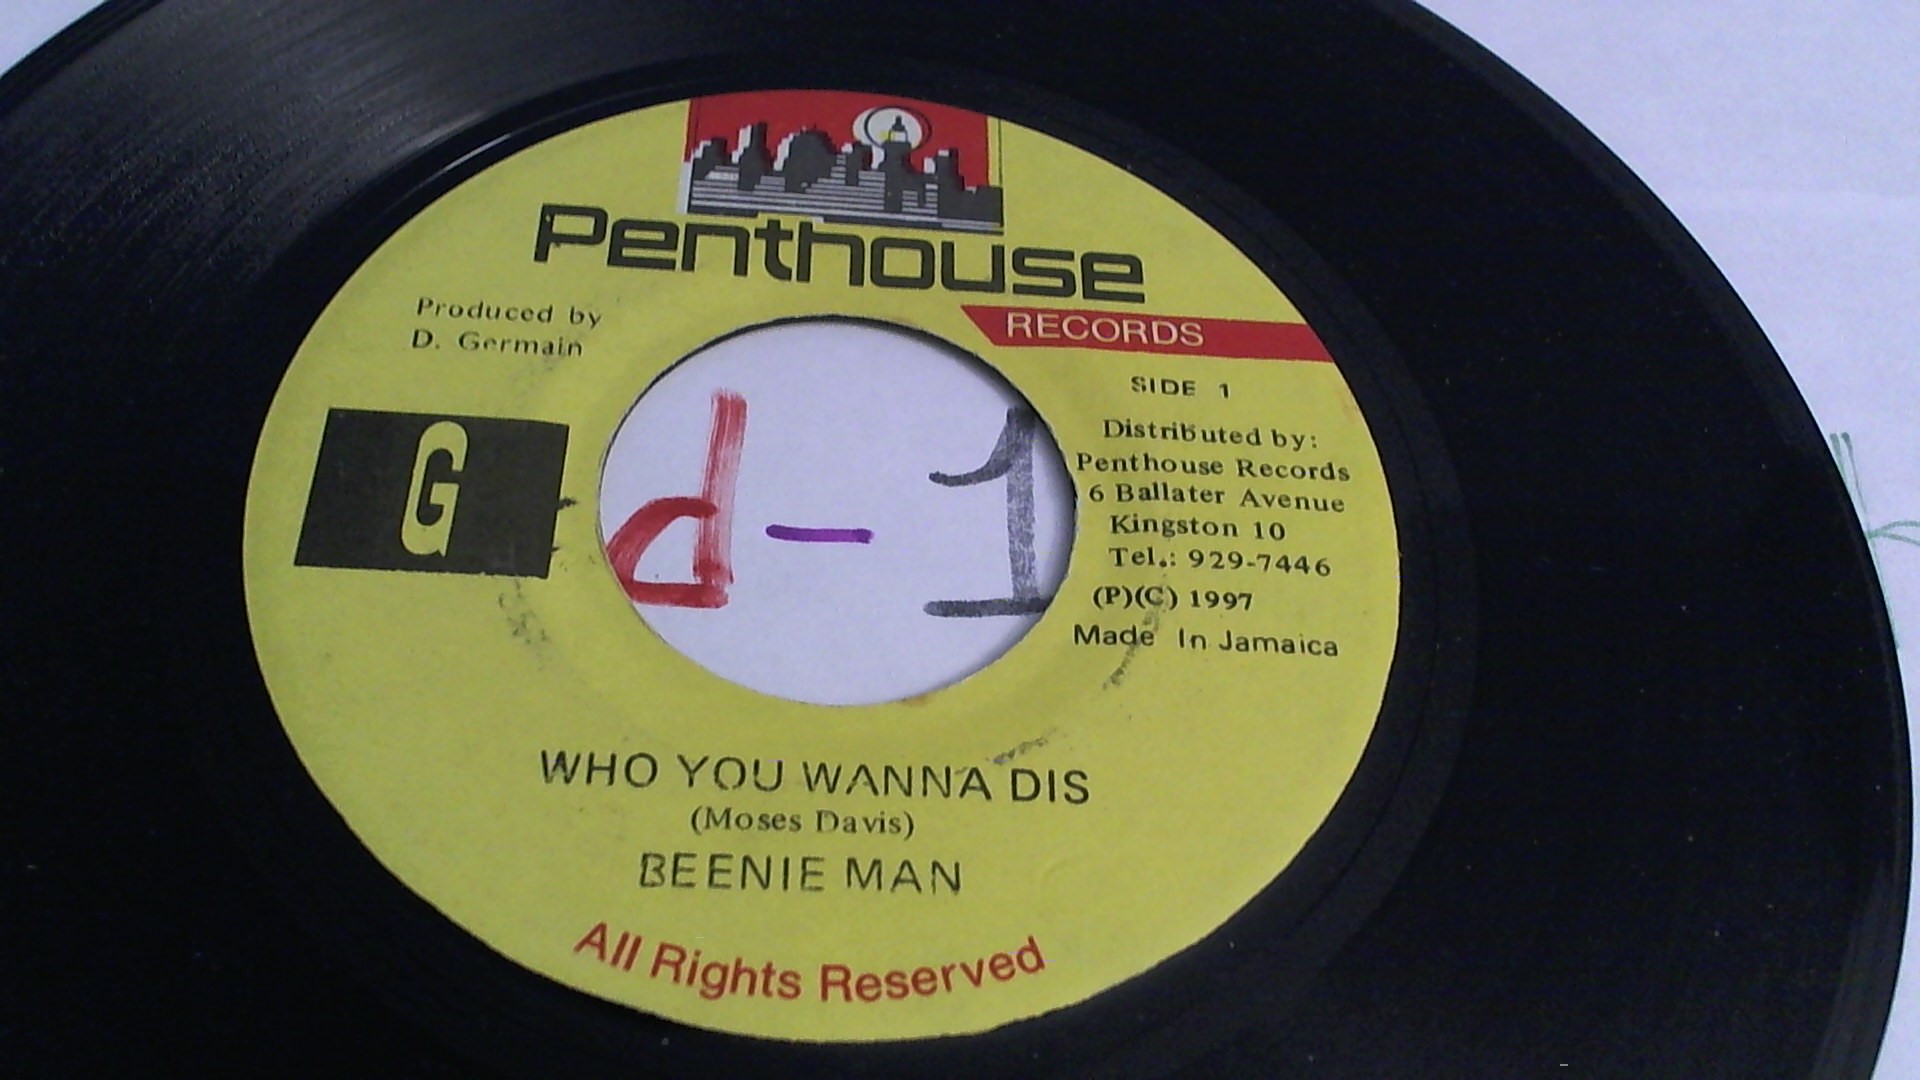 Penthouse
RECORDS
Produced by
D. Germain
G
d-1
SIDE 1
Distributed by:
Penthouse Records
6 Ballater Avenue
Kingston 10
Tel.: 929-7446
(P)(C) 1997
Made In Jamaica
WHO YOU WANNA DIS
(Moses Davis)
BEENIE MAN
All Rights Reserved